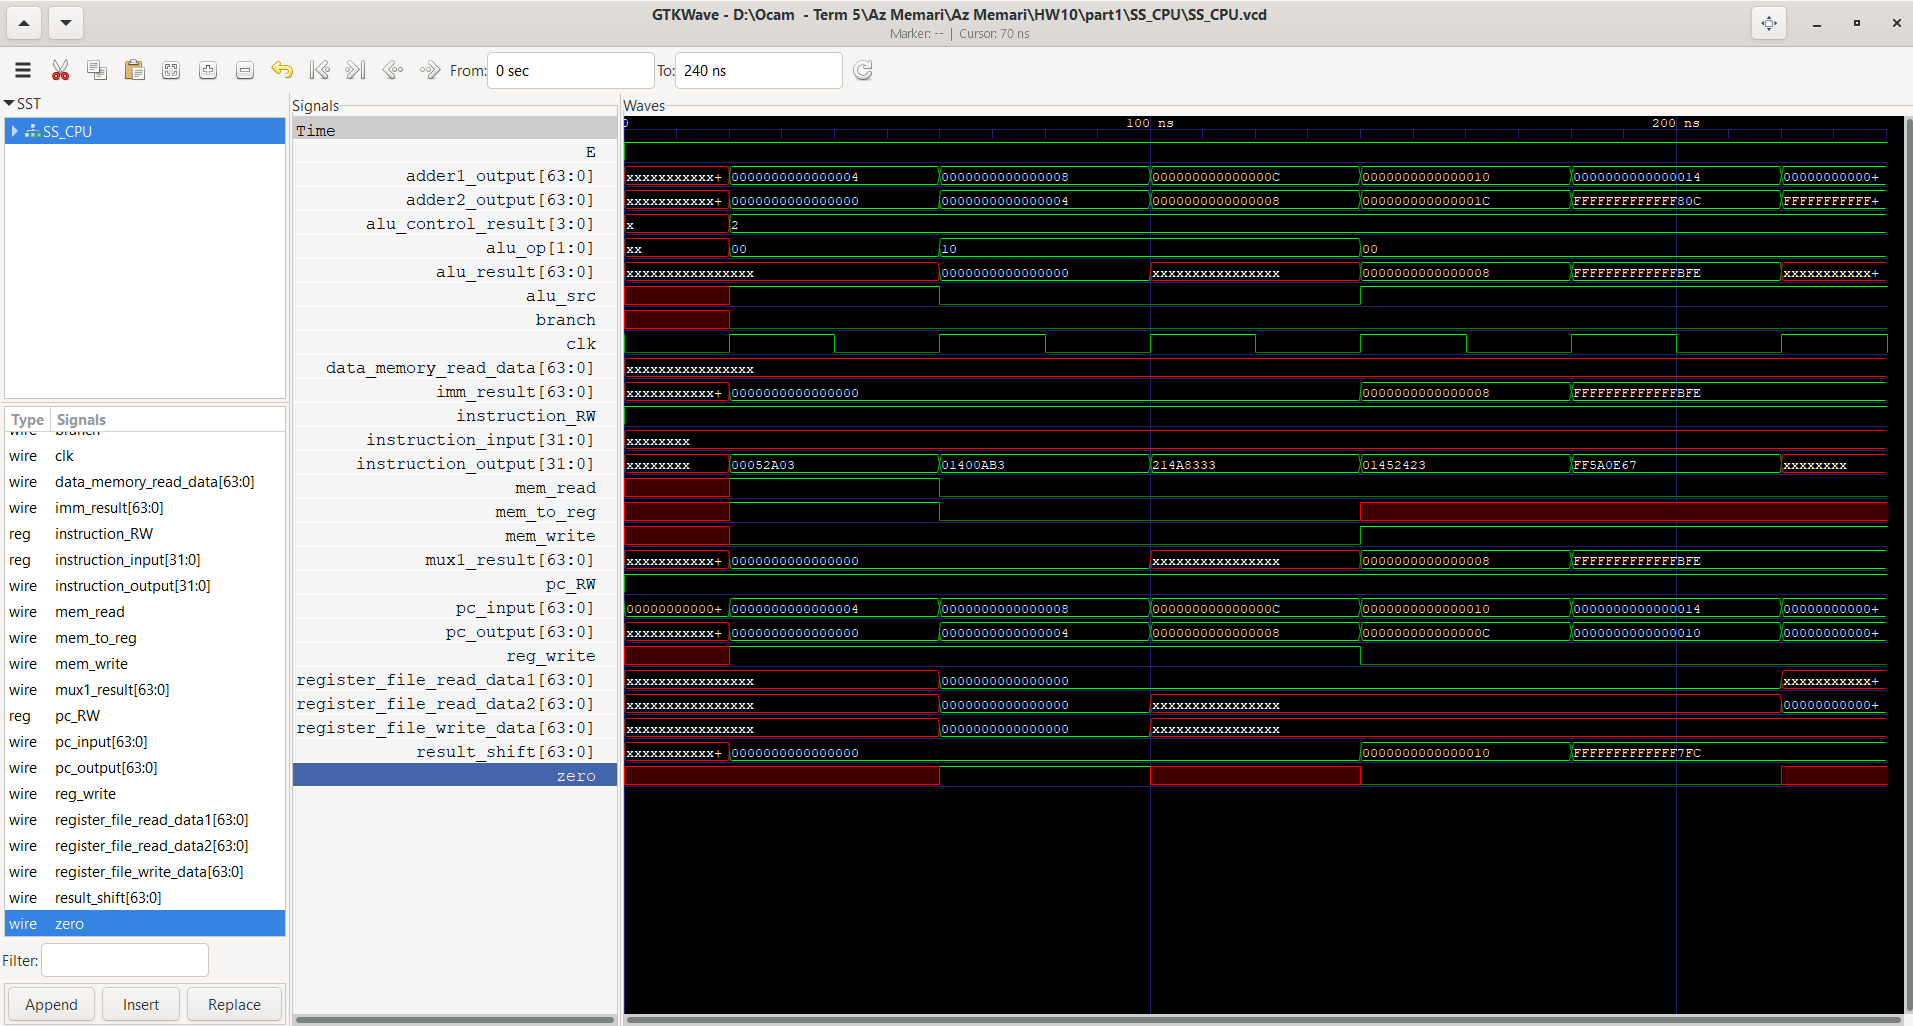 GTKWave - D:\Ocam  - Term 5\Az Memari\Az Memari\HW10\part1\SS_CPU\SS_CPU.vcd
Marker: -- | Cursor: 70 ns
From: 0 sec To: 240 ns
SST
SS_CPU
Type Signals
wire branch
wire clk
wire data_memory_read_data[63:0]
wire imm_result[63:0]
reg instruction_RW
reg instruction_input[31:0]
wire instruction_output[31:0]
wire mem_read
wire mem_to_reg
wire mem_write
wire mux1_result[63:0]
reg pc_RW
wire pc_input[63:0]
wire pc_output[63:0]
wire reg_write
wire register_file_read_data1[63:0]
wire register_file_read_data2[63:0]
wire register_file_write_data[63:0]
wire result_shift[63:0]
wire zero
Filter:
Append Insert Replace
Signals Waves
Time 0 100 ns 200 ns
E
adder1_output[63:0] xxxxxxxxxxx+ 0000000000000004 0000000000000008 000000000000000C 0000000000000010 0000000000000014 00000000000+
adder2_output[63:0] xxxxxxxxxxx+ 0000000000000000 0000000000000004 0000000000000008 000000000000001C FFFFFFFFFFFFF80C FFFFFFFFFFF+
alu_control_result[3:0] x 2
alu_op[1:0] xx 00 10 00
alu_result[63:0] xxxxxxxxxxxxxxxx 0000000000000000 xxxxxxxxxxxxxxxx 0000000000000008 FFFFFFFFFFFFFBFE xxxxxxxxxxx+
alu_src
branch
clk
data_memory_read_data[63:0] xxxxxxxxxxxxxxxx
imm_result[63:0] xxxxxxxxxxx+ 0000000000000000 0000000000000008 FFFFFFFFFFFFFBFE
instruction_RW
instruction_input[31:0] xxxxxxxx
instruction_output[31:0] xxxxxxxx 00052A03 01400AB3 214A8333 01452423 FF5A0E67 xxxxxxxx
mem_read
mem_to_reg
mem_write
mux1_result[63:0] xxxxxxxxxxx+ 0000000000000000 xxxxxxxxxxxxxxxx 0000000000000008 FFFFFFFFFFFFFBFE
pc_RW
pc_input[63:0] 00000000000+ 0000000000000004 0000000000000008 000000000000000C 0000000000000010 0000000000000014 00000000000+
pc_output[63:0] xxxxxxxxxxx+ 0000000000000000 0000000000000004 0000000000000008 000000000000000C 0000000000000010 00000000000+
reg_write
register_file_read_data1[63:0] xxxxxxxxxxxxxxxx 0000000000000000 xxxxxxxxxxx+
register_file_read_data2[63:0] xxxxxxxxxxxxxxxx 0000000000000000 xxxxxxxxxxxxxxxx 00000000000+
register_file_write_data[63:0] xxxxxxxxxxxxxxxx 0000000000000000 xxxxxxxxxxxxxxxx
result_shift[63:0] xxxxxxxxxxx+ 0000000000000000 0000000000000010 FFFFFFFFFFFFF7FC
zero